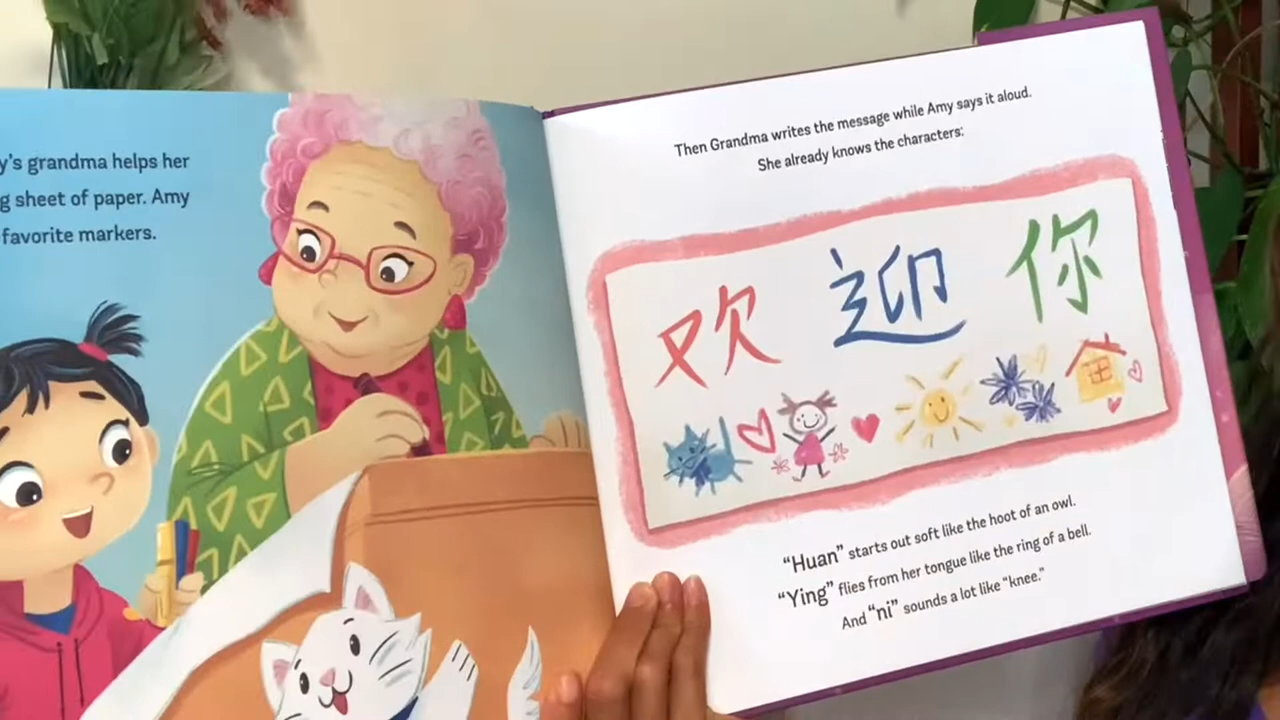 y's grandma helps her
g sheet of paper. Amy
favorite markers.
Then Grandma writes the message while Amy says it aloud.
She already knows the characters:
欢 迎 你
"Huan" starts out soft like the hoot of an owl.
"Ying" flies from her tongue like the ring of a bell.
And "ni" sounds a lot like "knee."